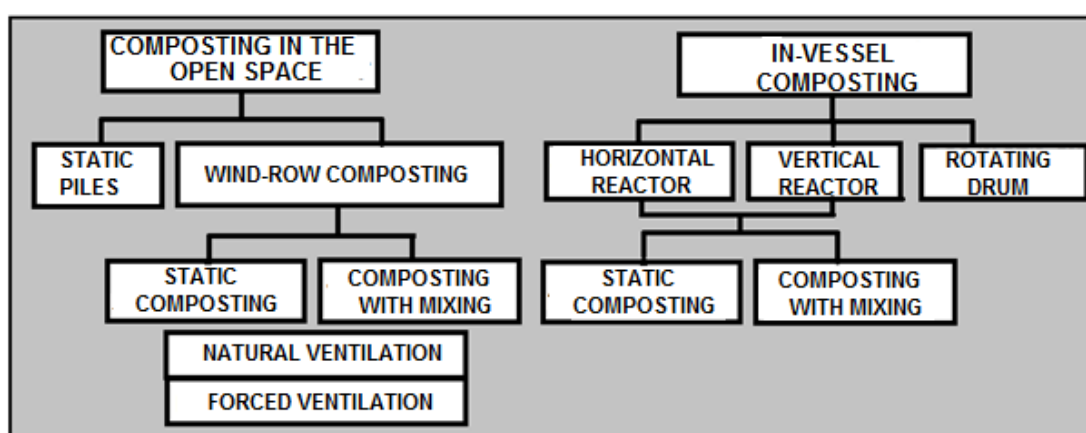 COMPOSTING IN THE
OPEN SPACE
IN-VESSEL
COMPOSTING
STATIC
PILES
WIND-ROW COMPOSTING
HORIZONTAL
REACTOR
VERTICAL
REACTOR
ROTATING
DRUM
STATIC
COMPOSTING
COMPOSTING
WITH MIXING
STATIC
COMPOSTING
COMPOSTING
WITH MIXING
NATURAL VENTILATION
FORCED VENTILATION